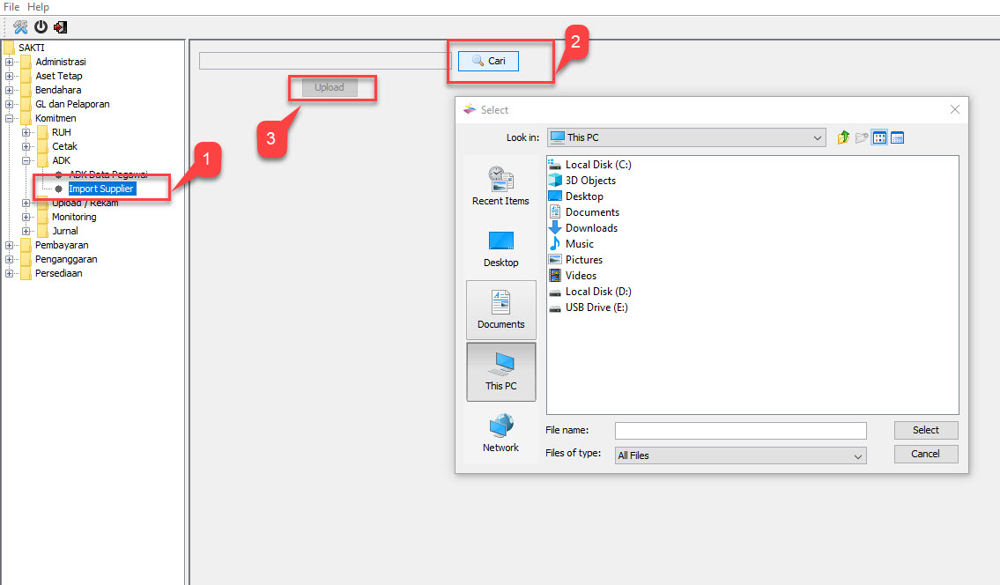 File Help
SAKTI
Administrasi
Aset Tetap
Bendahara
GL dan Pelaporan
Komitmen
RUH
Cetak
ADK
ADK Data Pegawai
Import Supplier
Upload / Rekam
Monitoring
Jurnal
Pembayaran
Penganggaran
Persediaan
1
Cari
2
Upload
3
Select
Look in:
This PC
Recent Items
Desktop
Documents
This PC
Network
Local Disk (C:)
3D Objects
Desktop
Documents
Downloads
Music
Pictures
Videos
Local Disk (D:)
USB Drive (E:)
File name:
Select
Files of type:
All Files
Cancel